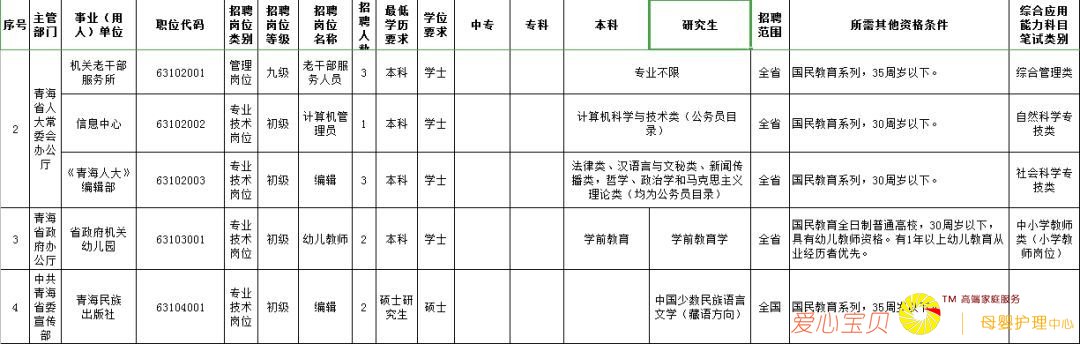 序号 主管部门 事业（用人）单位 职位代码 招聘岗位类别 招聘岗位等级 招聘岗位名称 招聘人数 最低学历要求 学位要求 中专 专科 本科 研究生 招聘范围 所需其他资格条件 综合应用能力科目笔试类别
2 青海省人大常委会办公厅 机关老干部服务所 63102001 管理岗位 九级 老干部服务人员 3 本科 学士 专业不限 全省 国民教育系列，35周岁以下。 综合管理类
信息中心 63102002 专业技术岗位 初级 计算机管理员 1 本科 学士 计算机科学与技术类（公务员目录） 全省 国民教育系列，30周岁以下。 自然科学专技类
《青海人大》编辑部 63102003 专业技术岗位 初级 编辑 3 本科 学士 法律类、汉语言与文秘类、新闻传播类，哲学、政治学和马克思主义理论类（均为公务员目录） 全省 国民教育系列，30周岁以下。 社会科学专技类
3 青海省政府办公厅 省政府机关幼儿园 63103001 专业技术岗位 初级 幼儿教师 2 本科 学士 学前教育 学前教育学 全省 国民教育全日制普通高校，30周岁以下，具有幼儿教师资格。有1年以上幼儿教育从业经历者优先。 中小学教师类（小学教师岗位）
4 中共青海省委宣传部 青海民族出版社 63104001 专业技术岗位 初级 编辑 2 硕士研究生 硕士 中国少数民族语言文学（藏语方向） 全国 国民教育系列，35周岁以下
爱心宝贝 TM 高端家庭服务 母婴护理中心